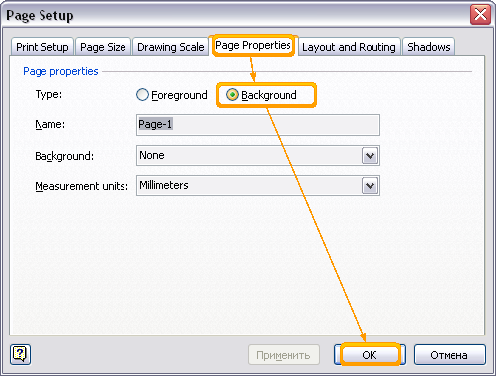 Page Setup
Print Setup Page Size Drawing Scale Page Properties Layout and Routing Shadows
Page properties
Type: Foreground Background
Name: Page-1
Background: None
Measurement units: Millimeters
? Применить OK Отмена